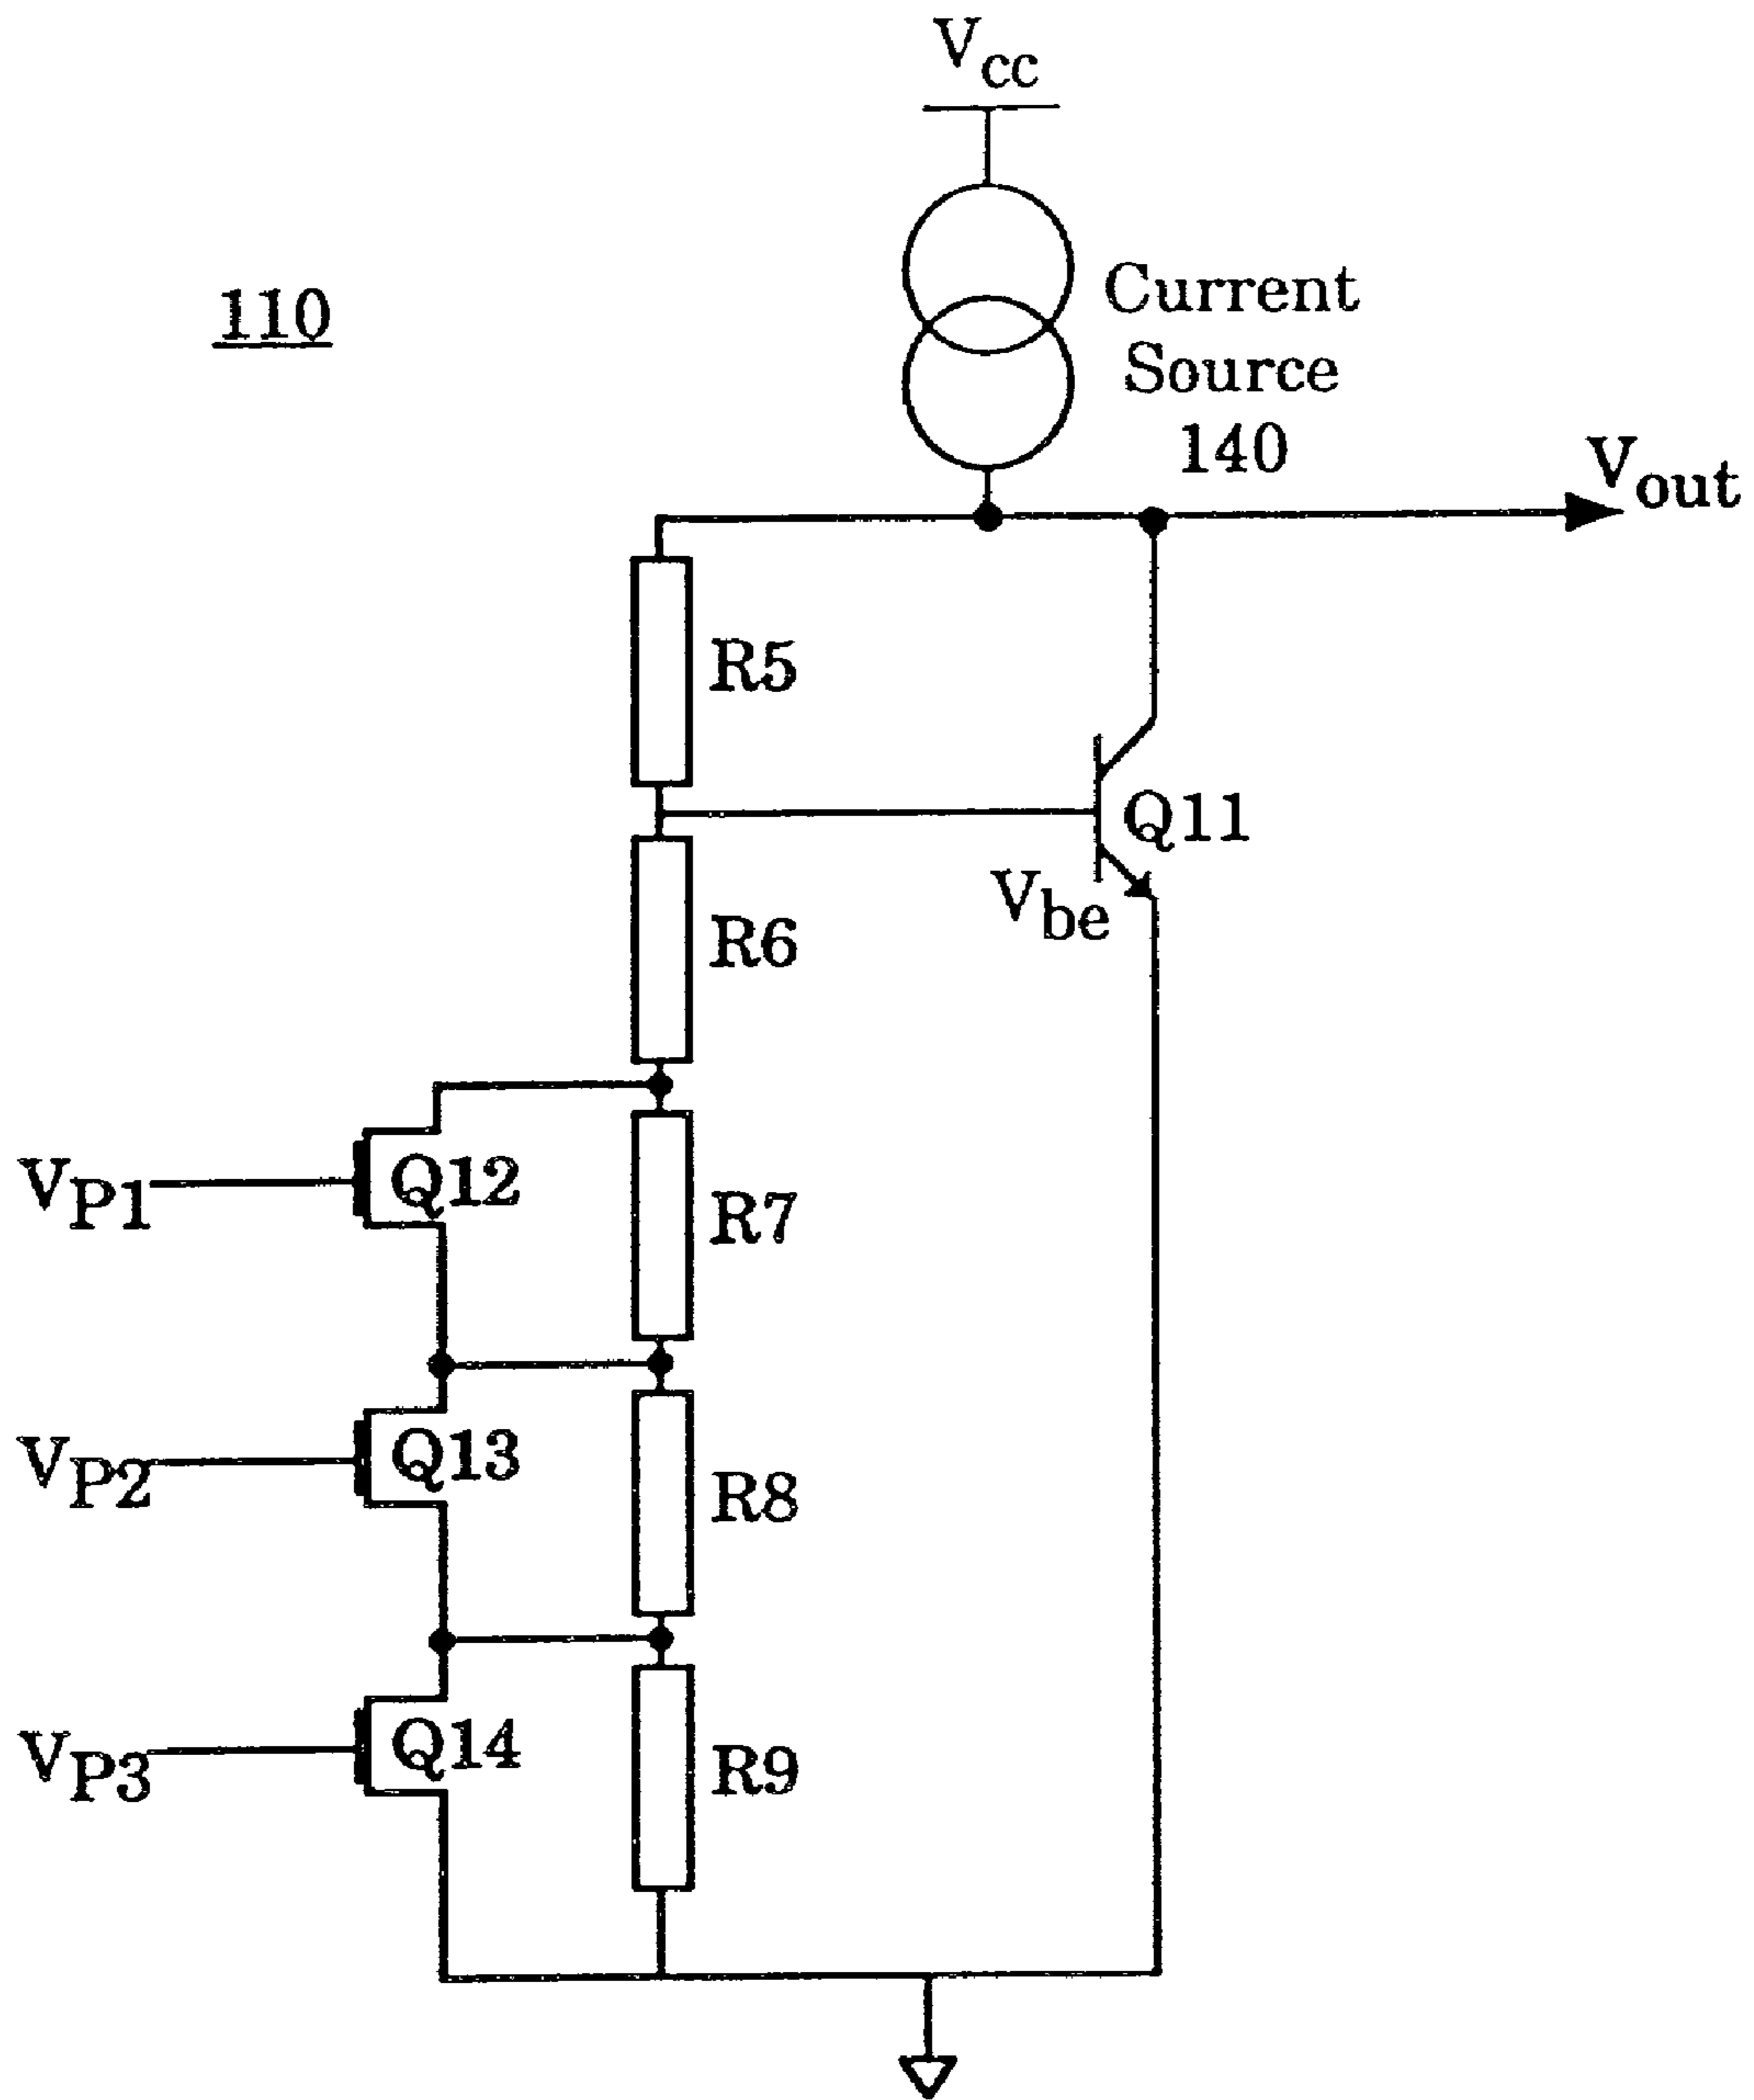 Vcc
110
Current
Source
140
Vout
R5
Q11
Vbe
R6
VP1
Q12
R7
VP2
Q13
R8
VP3
Q14
R9